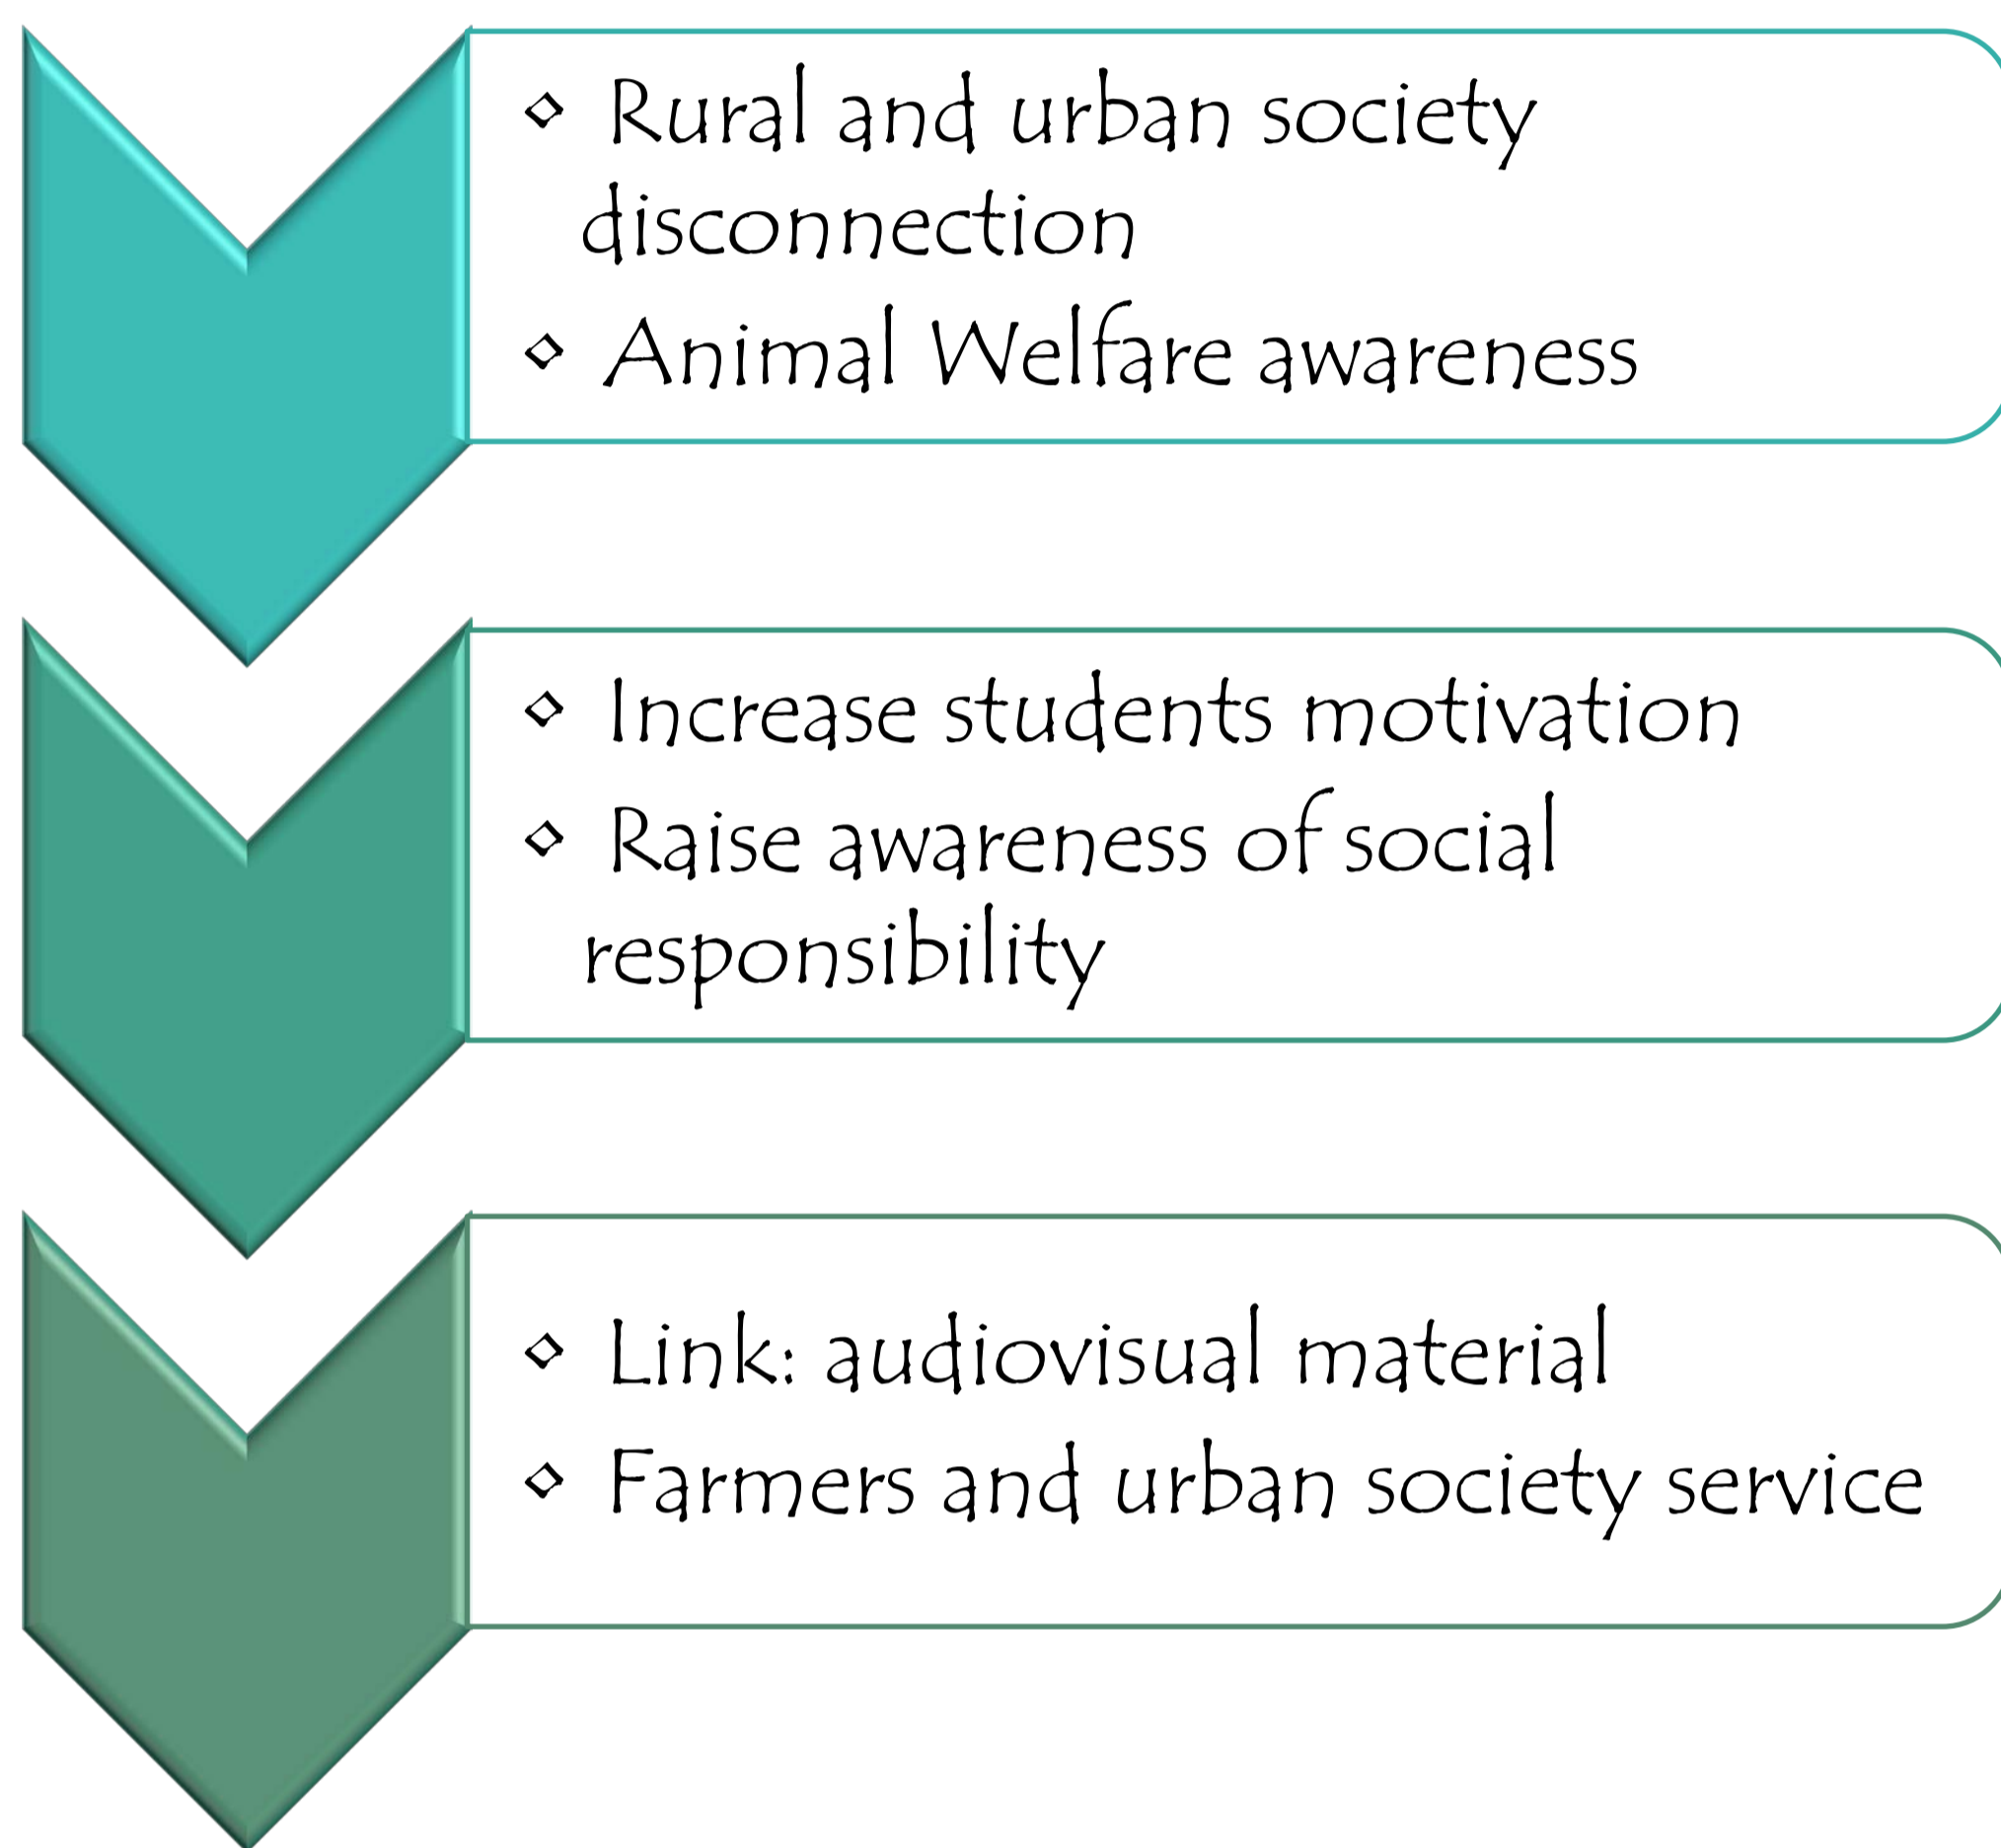 ❖ Rural and urban society
disconnection
❖ Animal Welfare awareness
❖ Increase students motivation
❖ Raise awareness of social
responsibility
❖ Link: audiovisual material
❖ Farmers and urban society service